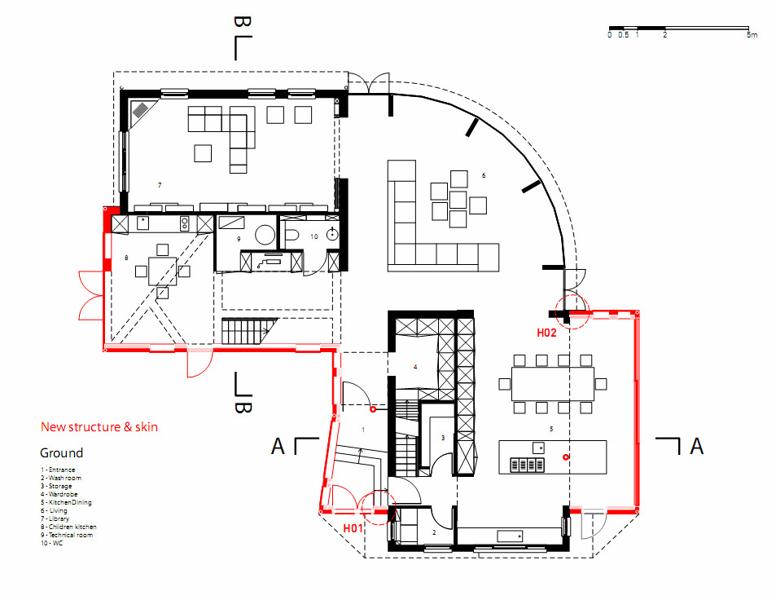 B
0 0.5 1 2 5m
6
7
9
10
8
H02
4
B
New structure & skin
Ground
1 - Entrance
2 - Wash room
3 - Storage
4 - Wardrobe
5 - KitchenDining
6 - Living
7 - Library
8 - Children kitchen
9 - Technical room
10 - WC
A
1
3
5
A
H01
2